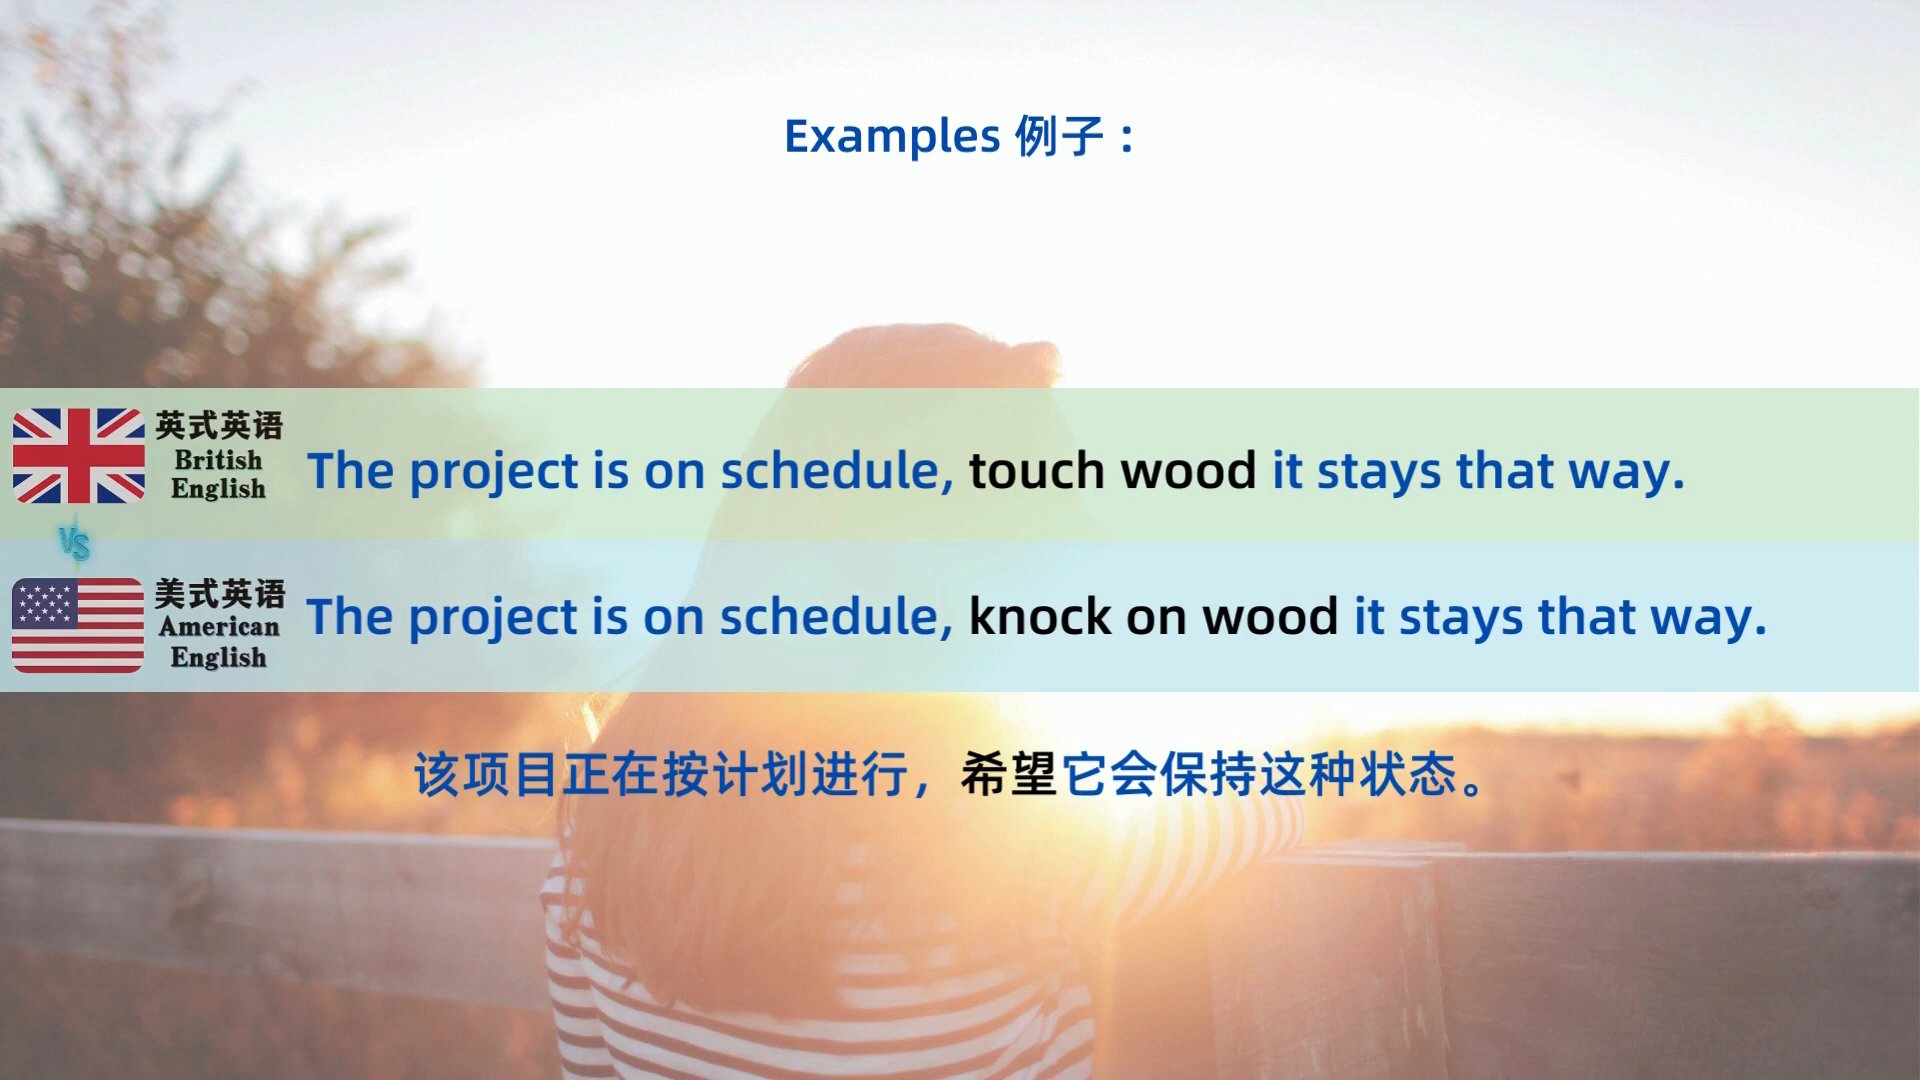 Examples 例子：
英式英语
British
English
The project is on schedule, touch wood it stays that way.
VS
美式英语
American
English
The project is on schedule, knock on wood it stays that way.
该项目正在按计划进行，希望它会保持这种状态。